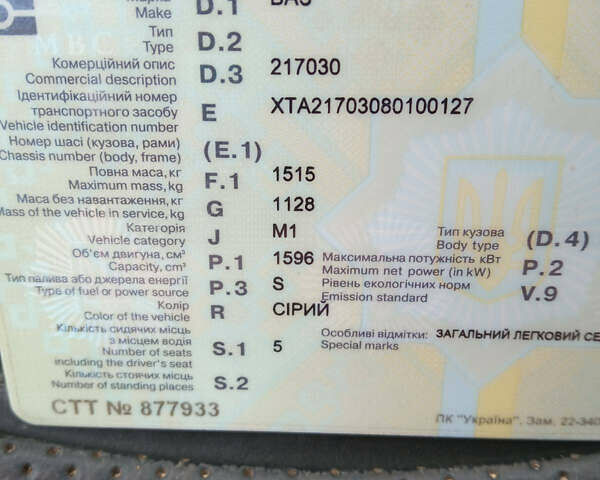 Make D.1 ВАЗ
МВС
Тип
Type D.2
Комерційний опис
Commercial description D.3 217030
Ідентифікаційний номер
транспортного засобу
Vehicle identification number E XTA21703080100127
Номер шасі (кузова, рами)
Chassis number (body, frame) (E.1)
Повна маса, кг
Maximum mass, kg F.1 1515
Маса без навантаження, кг
Mass of the vehicle in service, kg G 1128
Категорія
Vehicle category J M1
Тип кузова
Body type (D.4)
Об'єм двигуна, см³
Capacity, cm³ P.1 1596
Максимальна потужність кВт
Maximum net power (in kW) P.2
Тип палива або джерела енергії
Type of fuel or power source P.3 S
Рівень екологічних норм
Emission standard V.9
Колір
Color of the vehicle R СІРИЙ
Кількість сидячих місць
з місцем водія
Number of seats
including the driver's seat S.1 5
Особливі відмітки: ЗАГАЛЬНИЙ ЛЕГКОВИЙ СЕ
Special marks
Кількість стоячих місць
Number of standing places S.2
СТТ № 877933
ПК "Україна", Зам. 22-340